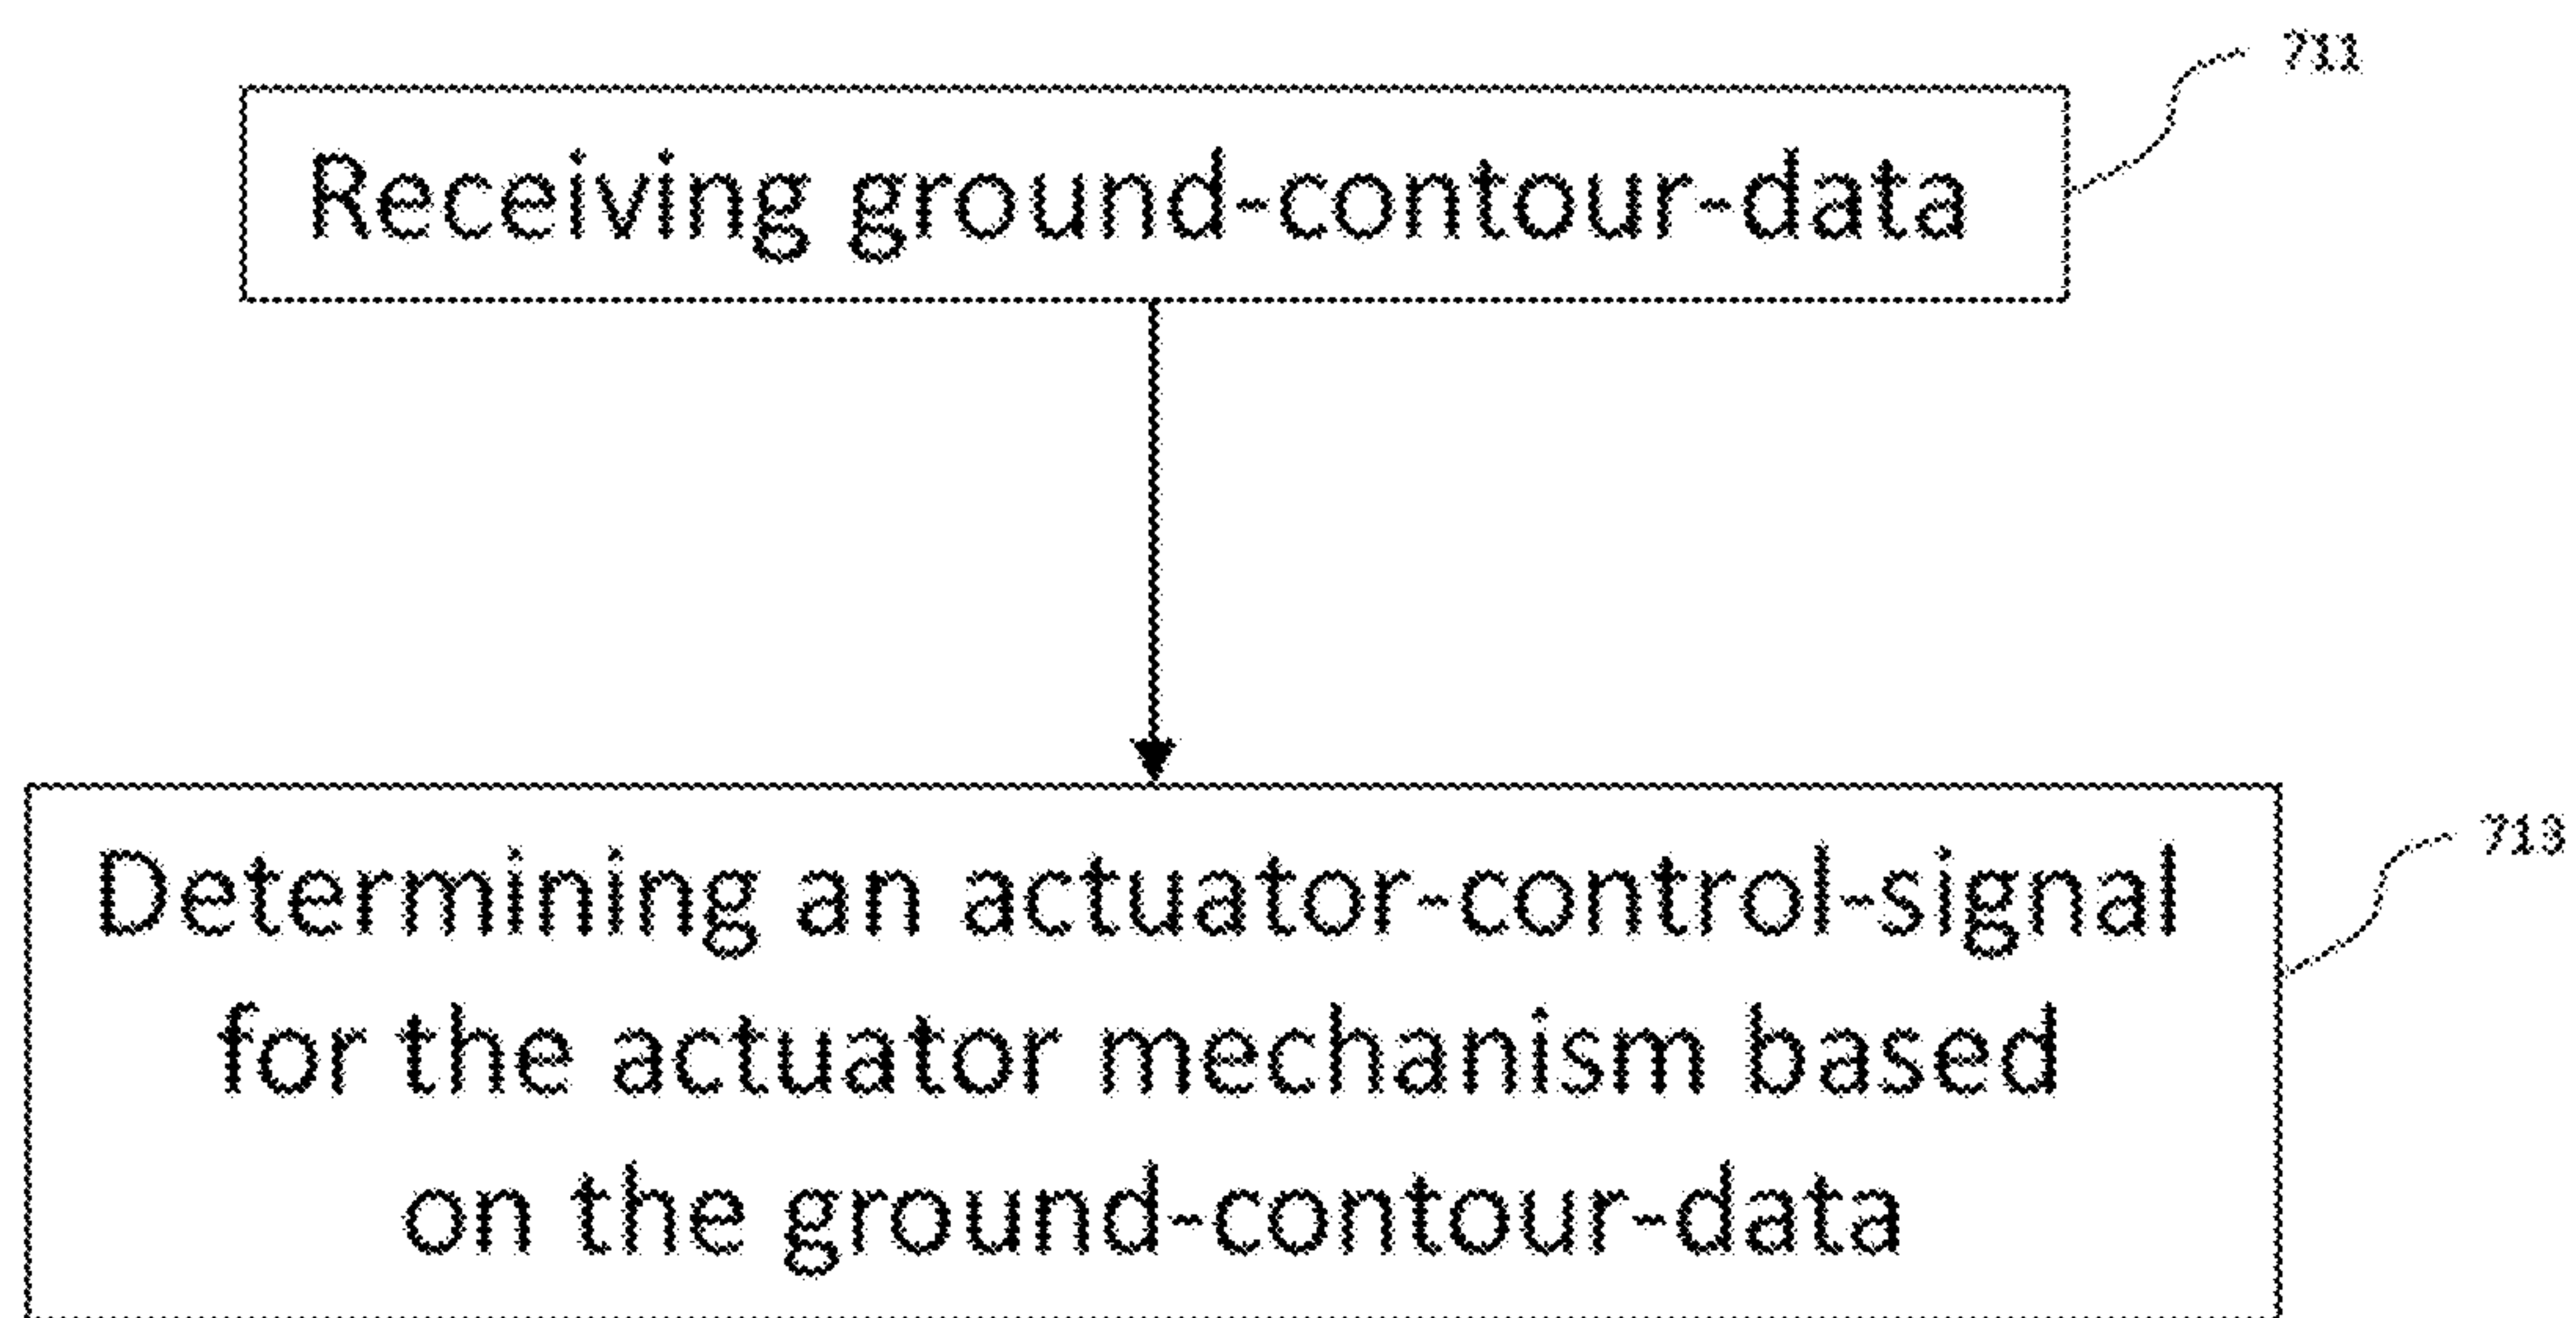 711
Receiving ground-contour-data
713
Determining an actuator-control-signal
for the actuator mechanism based
on the ground-contour-data